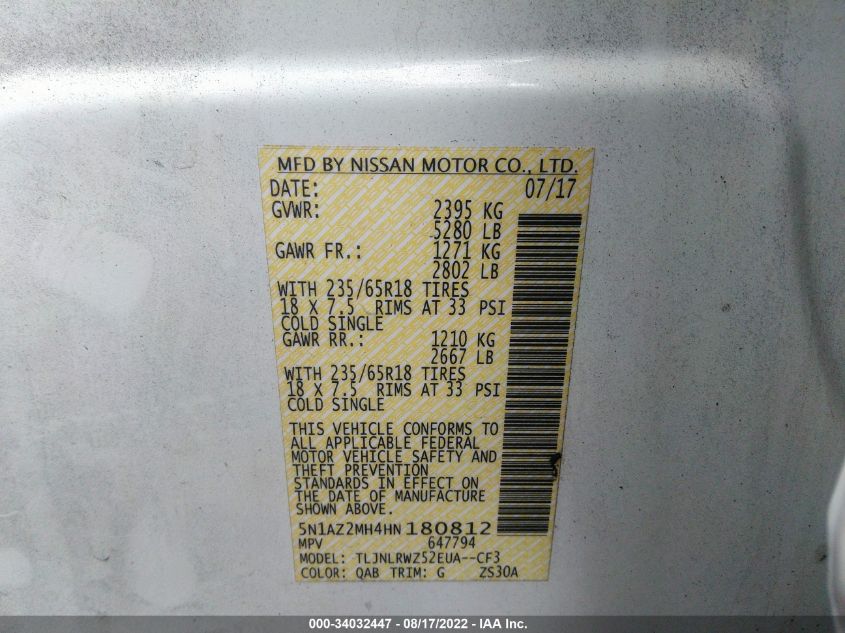 MFD BY NISSAN MOTOR CO., LTD.
DATE: 07/17
GVWR: 2395 KG
5280 LB
GAWR FR.: 1271 KG
2802 LB
WITH 235/65R18 TIRES
18 X 7.5 RIMS AT 33 PSI
COLD SINGLE
GAWR RR.: 1210 KG
2667 LB
WITH 235/65R18 TIRES
18 X 7.5 RIMS AT 33 PSI
COLD SINGLE
THIS VEHICLE CONFORMS TO
ALL APPLICABLE FEDERAL
MOTOR VEHICLE SAFETY AND
THEFT PREVENTION
STANDARDS IN EFFECT ON
THE DATE OF MANUFACTURE
SHOWN ABOVE.
5N1AZ2MH4HN180812
MPV 647794
MODEL: TLJNLRWZ52EUA--CF3
COLOR: QAB TRIM: G ZS30A
000-34032447 - 08/17/2022 - IAA Inc.